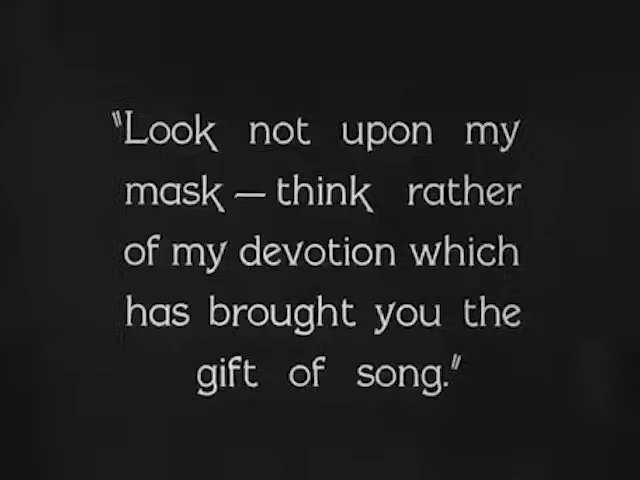 "Look not upon my
mask — think rather
of my devotion which
has brought you the
gift of song."